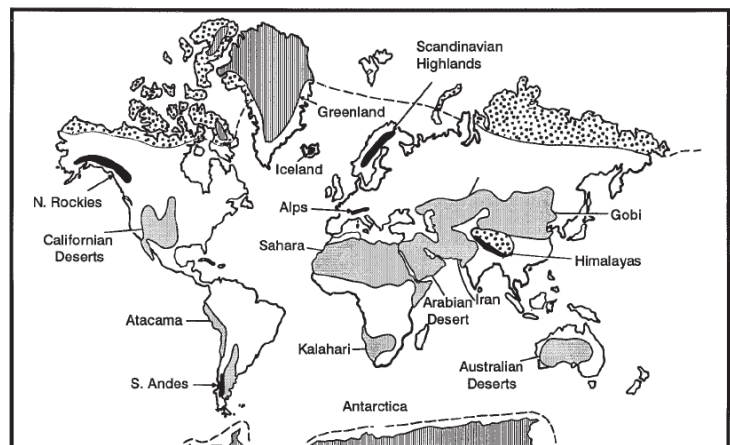 Scandinavian
Highlands
Greenland
Iceland
N. Rockies
Alps
Gobi
Californian
Deserts
Sahara
Himalayas
Arabian
Desert
Iran
Atacama
Kalahari
Australian
Deserts
S. Andes
Antarctica